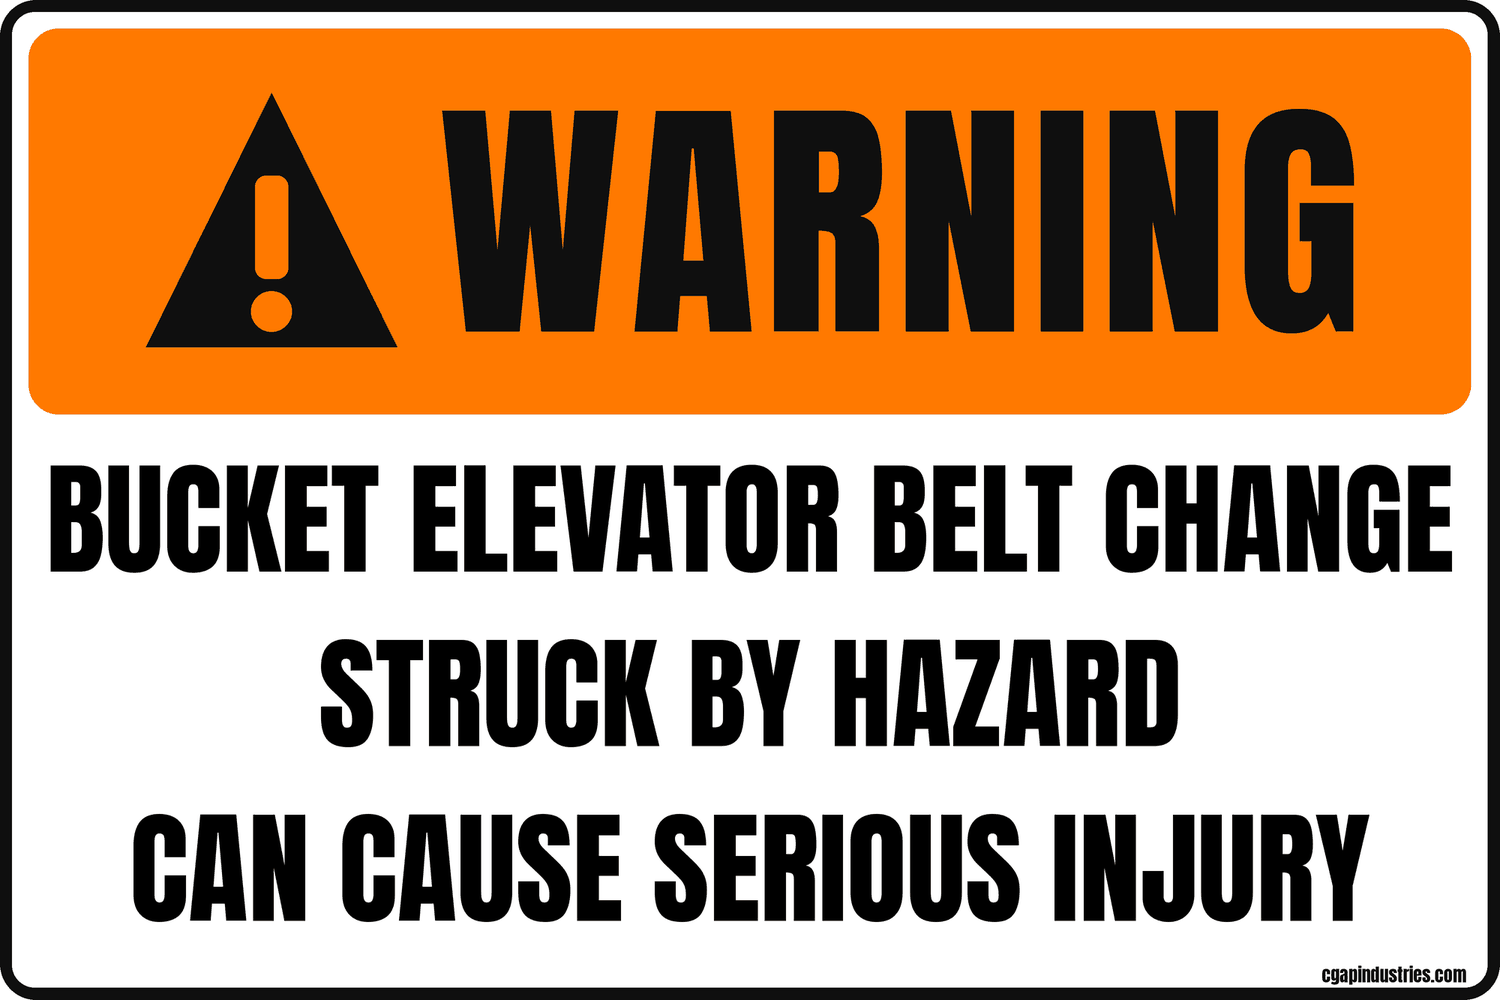 WARNING
BUCKET ELEVATOR BELT CHANGE
STRUCK BY HAZARD
CAN CAUSE SERIOUS INJURY
cgapindustries.com